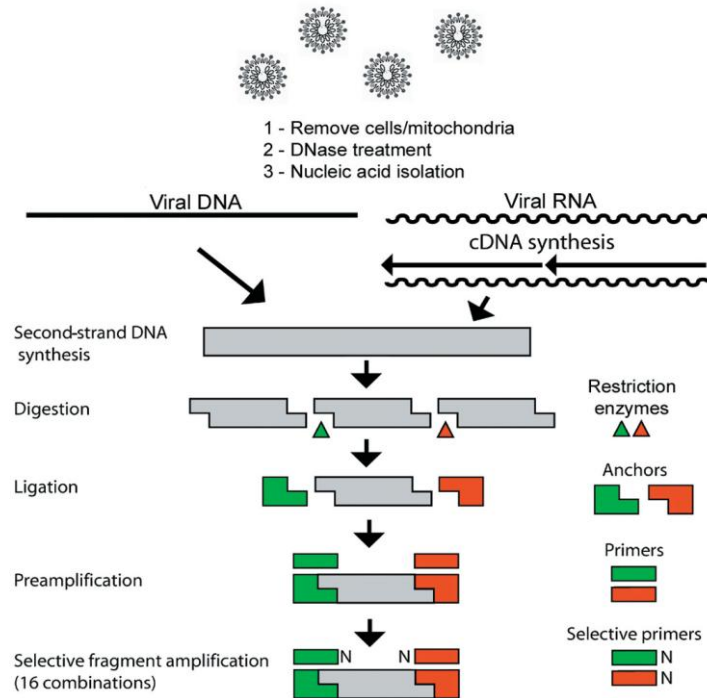 1 - Remove cells/mitochondria
2 - DNase treatment
3 - Nucleic acid isolation
Viral DNA
Viral RNA
cDNA synthesis
Second-strand DNA
synthesis
Digestion
Restriction
enzymes
Ligation
Anchors
Preamplification
Primers
Selective fragment amplification
(16 combinations)
N
N
Selective primers
N
N